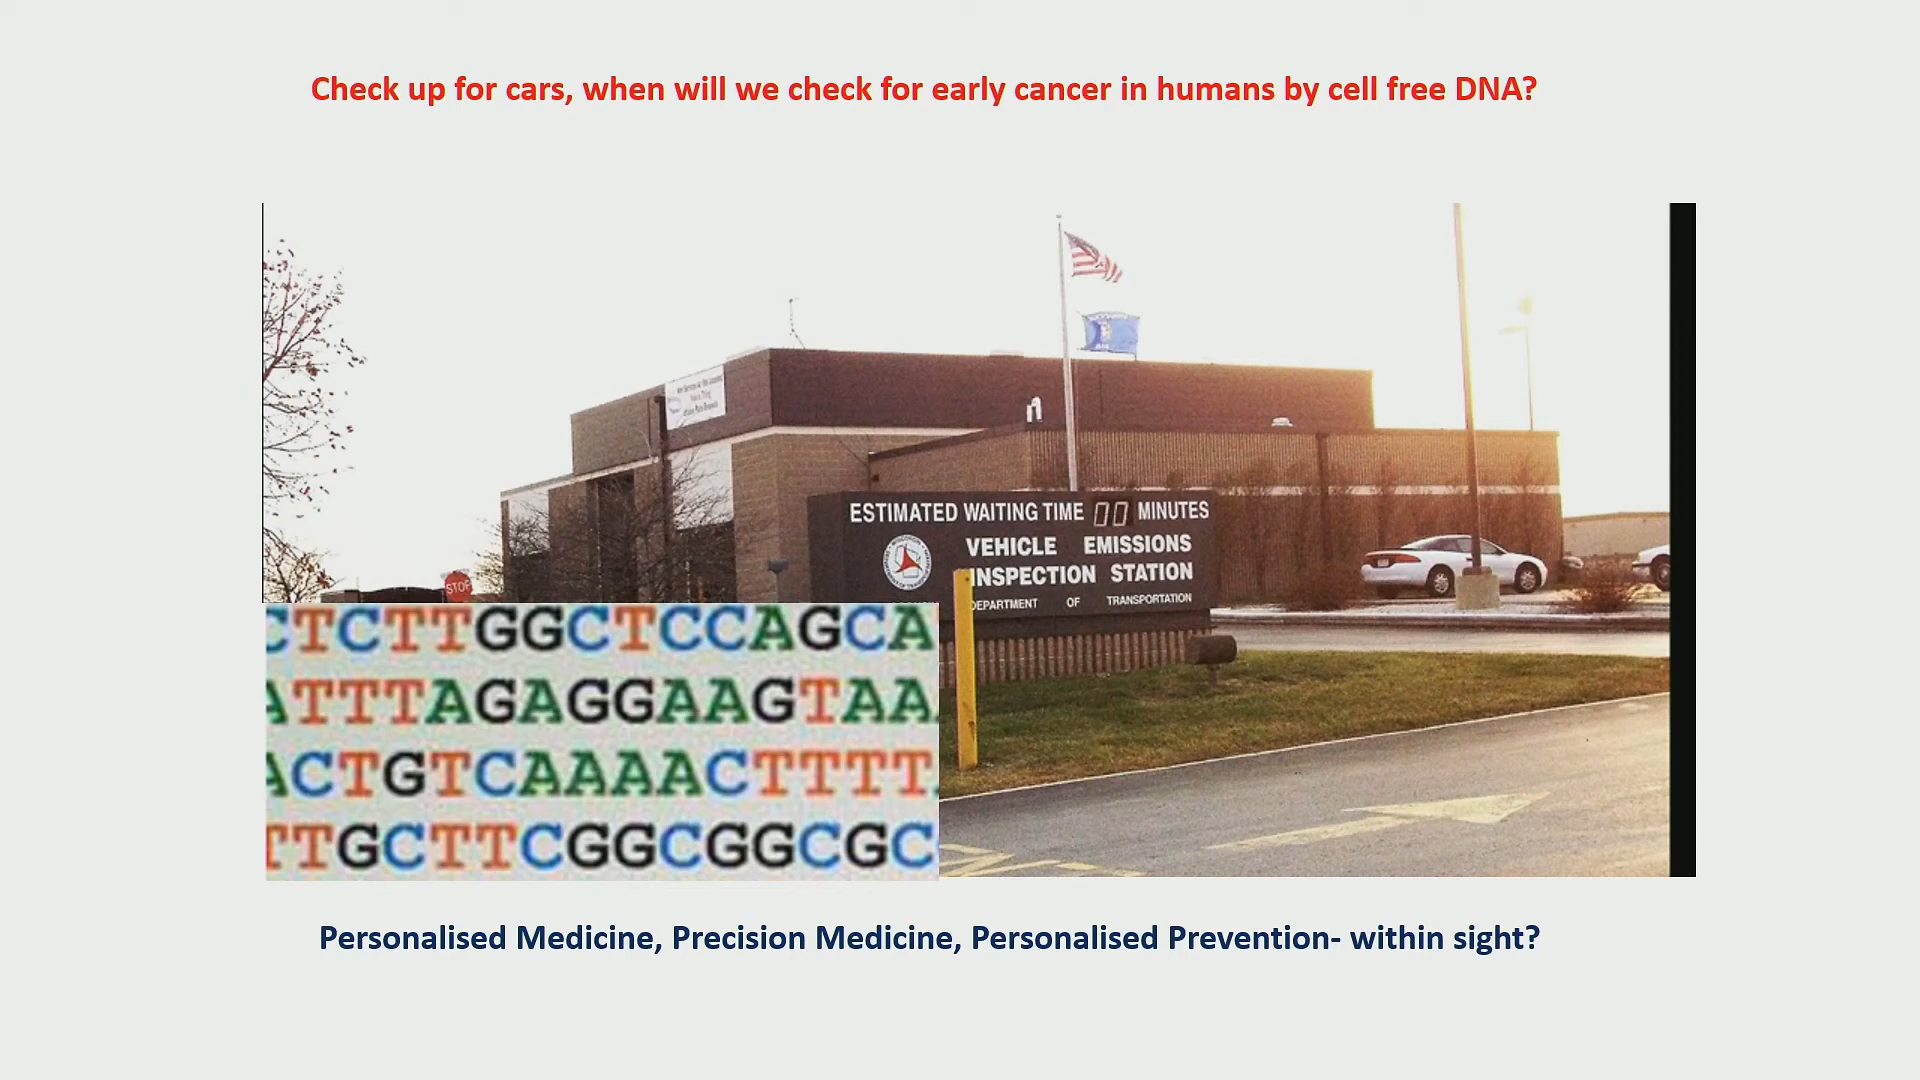 Check up for cars, when will we check for early cancer in humans by cell free DNA?
ESTIMATED WAITING TIME 00 MINUTES
VEHICLE EMISSIONS
INSPECTION STATION
DEPARTMENT OF TRANSPORTATION
STOP
CTCTTGGCTCCAGCA
ATTTAGAGGAAGTAA
ACTGTCAAAACTTTT
TTGCTTCGGCGGCGC
Personalised Medicine, Precision Medicine, Personalised Prevention- within sight?